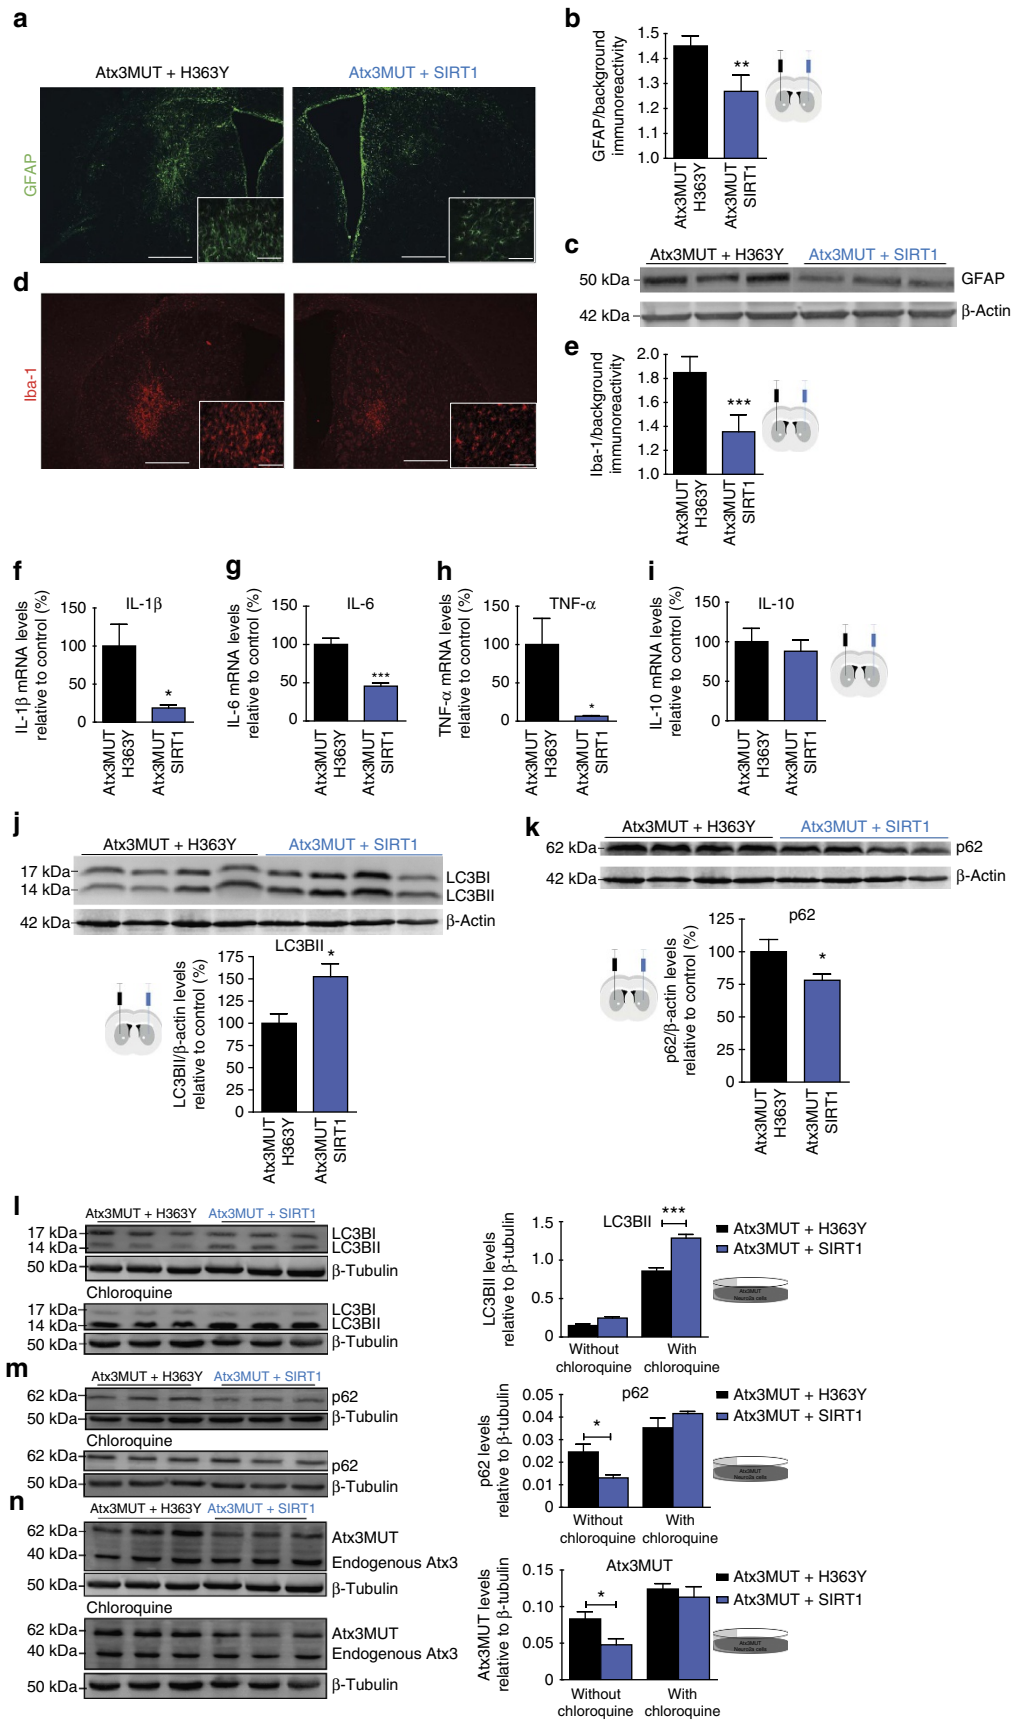 a
Atx3MUT + H363Y
Atx3MUT + SIRT1
GFAP
b
GFAP/background
immunoreactivity
1.5
1.4
1.3
1.2
1.1
1.0
**
Atx3MUT
H363Y
Atx3MUT
SIRT1
c
Atx3MUT + H363Y
Atx3MUT + SIRT1
50 kDa
GFAP
42 kDa
β-Actin
d
Iba-1
e
Iba-1/background
immunoreactivity
2.0
1.8
1.6
1.4
1.2
1.0
***
Atx3MUT
H363Y
Atx3MUT
SIRT1
f
IL-1β
IL-1β mRNA levels
relative to control (%)
150
100
50
0
*
Atx3MUT
H363Y
Atx3MUT
SIRT1
g
IL-6
IL-6 mRNA levels
relative to control (%)
150
100
50
0
***
Atx3MUT
H363Y
Atx3MUT
SIRT1
h
TNF-α
TNF-α mRNA levels
relative to control (%)
150
100
50
0
*
Atx3MUT
H363Y
Atx3MUT
SIRT1
i
IL-10
IL-10 mRNA levels
relative to control (%)
150
100
50
0
Atx3MUT
H363Y
Atx3MUT
SIRT1
j
Atx3MUT + H363Y
Atx3MUT + SIRT1
17 kDa
LC3BI
14 kDa
LC3BII
42 kDa
β-Actin
LC3BII
LC3BII/β-actin levels
relative to control (%)
175
150
125
100
75
50
25
0
*
Atx3MUT
H363Y
Atx3MUT
SIRT1
k
Atx3MUT + H363Y
Atx3MUT + SIRT1
62 kDa
p62
42 kDa
β-Actin
p62
p62/β-actin levels
relative to control (%)
125
100
75
50
25
0
*
Atx3MUT
H363Y
Atx3MUT
SIRT1
l
Atx3MUT + H363Y
Atx3MUT + SIRT1
17 kDa
LC3BI
14 kDa
LC3BII
50 kDa
β-Tubulin
Chloroquine
17 kDa
LC3BI
14 kDa
LC3BII
50 kDa
β-Tubulin
LC3BII
LC3BII levels
relative to β-tubulin
1.5
1.0
0.5
0
***
Without
chloroquine
With
chloroquine
Atx3MUT + H363Y
Atx3MUT + SIRT1
Atx3MUT
Neuro2a cells
m
Atx3MUT + H363Y
Atx3MUT + SIRT1
62 kDa
p62
50 kDa
β-Tubulin
Chloroquine
62 kDa
p62
50 kDa
β-Tubulin
p62
p62 levels
relative to β-tubulin
0.05
0.04
0.03
0.02
0.01
0
*
Without
chloroquine
With
chloroquine
Atx3MUT + H363Y
Atx3MUT + SIRT1
Atx3MUT
Neuro2a cells
n
Atx3MUT + H363Y
Atx3MUT + SIRT1
62 kDa
Atx3MUT
40 kDa
Endogenous Atx3
50 kDa
β-Tubulin
Chloroquine
62 kDa
Atx3MUT
40 kDa
Endogenous Atx3
50 kDa
β-Tubulin
Atx3MUT
Atx3MUT levels
relative to β-tubulin
0.15
0.10
0.05
0
*
Without
chloroquine
With
chloroquine
Atx3MUT + H363Y
Atx3MUT + SIRT1
Atx3MUT
Neuro2a cells